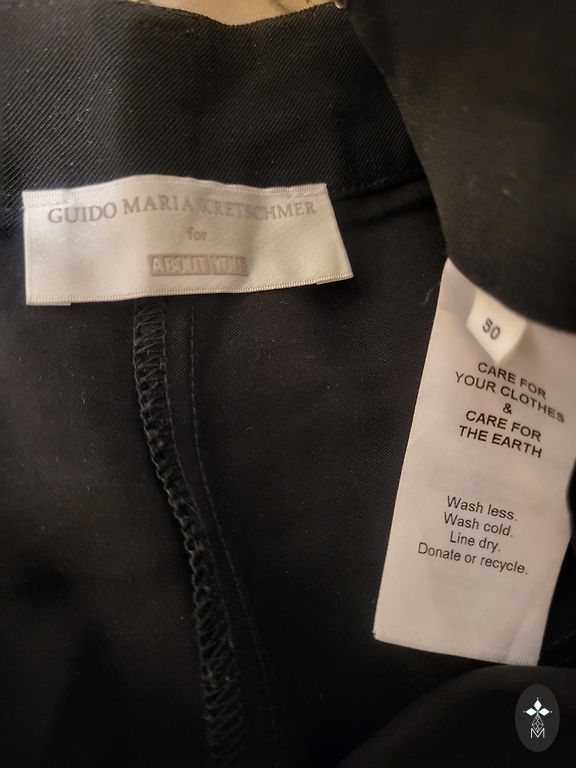 GUIDO MARIA KRETSCHMER
for
ABOUT YOU
50
CARE FOR
YOUR CLOTHES
&
CARE FOR
THE EARTH
Wash less.
Wash cold.
Line dry.
Donate or recycle.
M